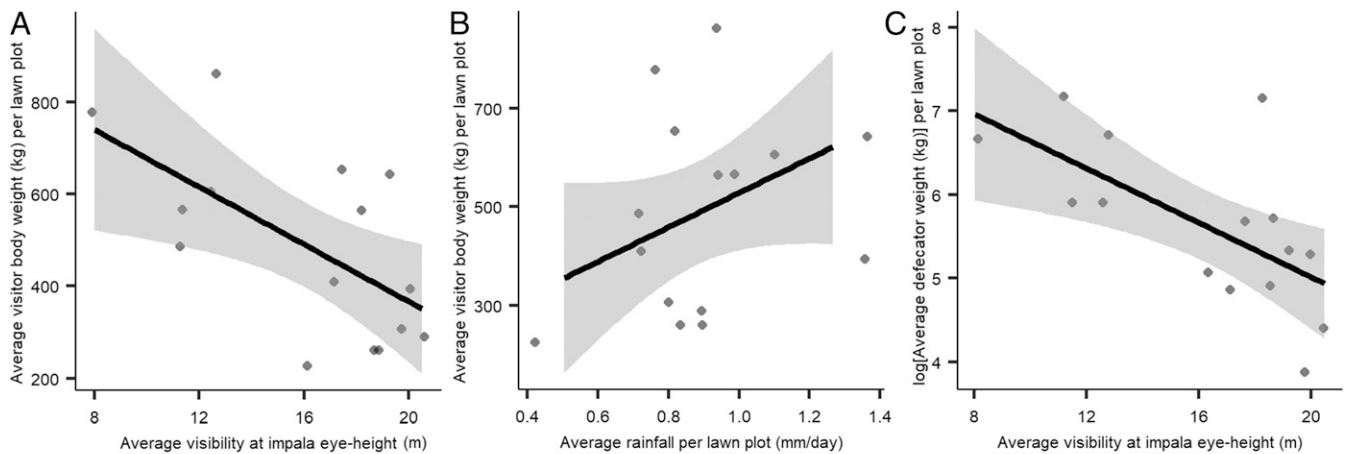 A
Average visitor body weight (kg) per lawn plot
800
600
400
200
8
12
16
20
Average visibility at impala eye-height (m)
B
Average visitor body weight (kg) per lawn plot
700
500
300
0.4
0.6
0.8
1.0
1.2
1.4
Average rainfall per lawn plot (mm/day)
C
log[Average defecator weight (kg)] per lawn plot
8
7
6
5
4
8
12
16
20
Average visibility at impala eye-height (m)